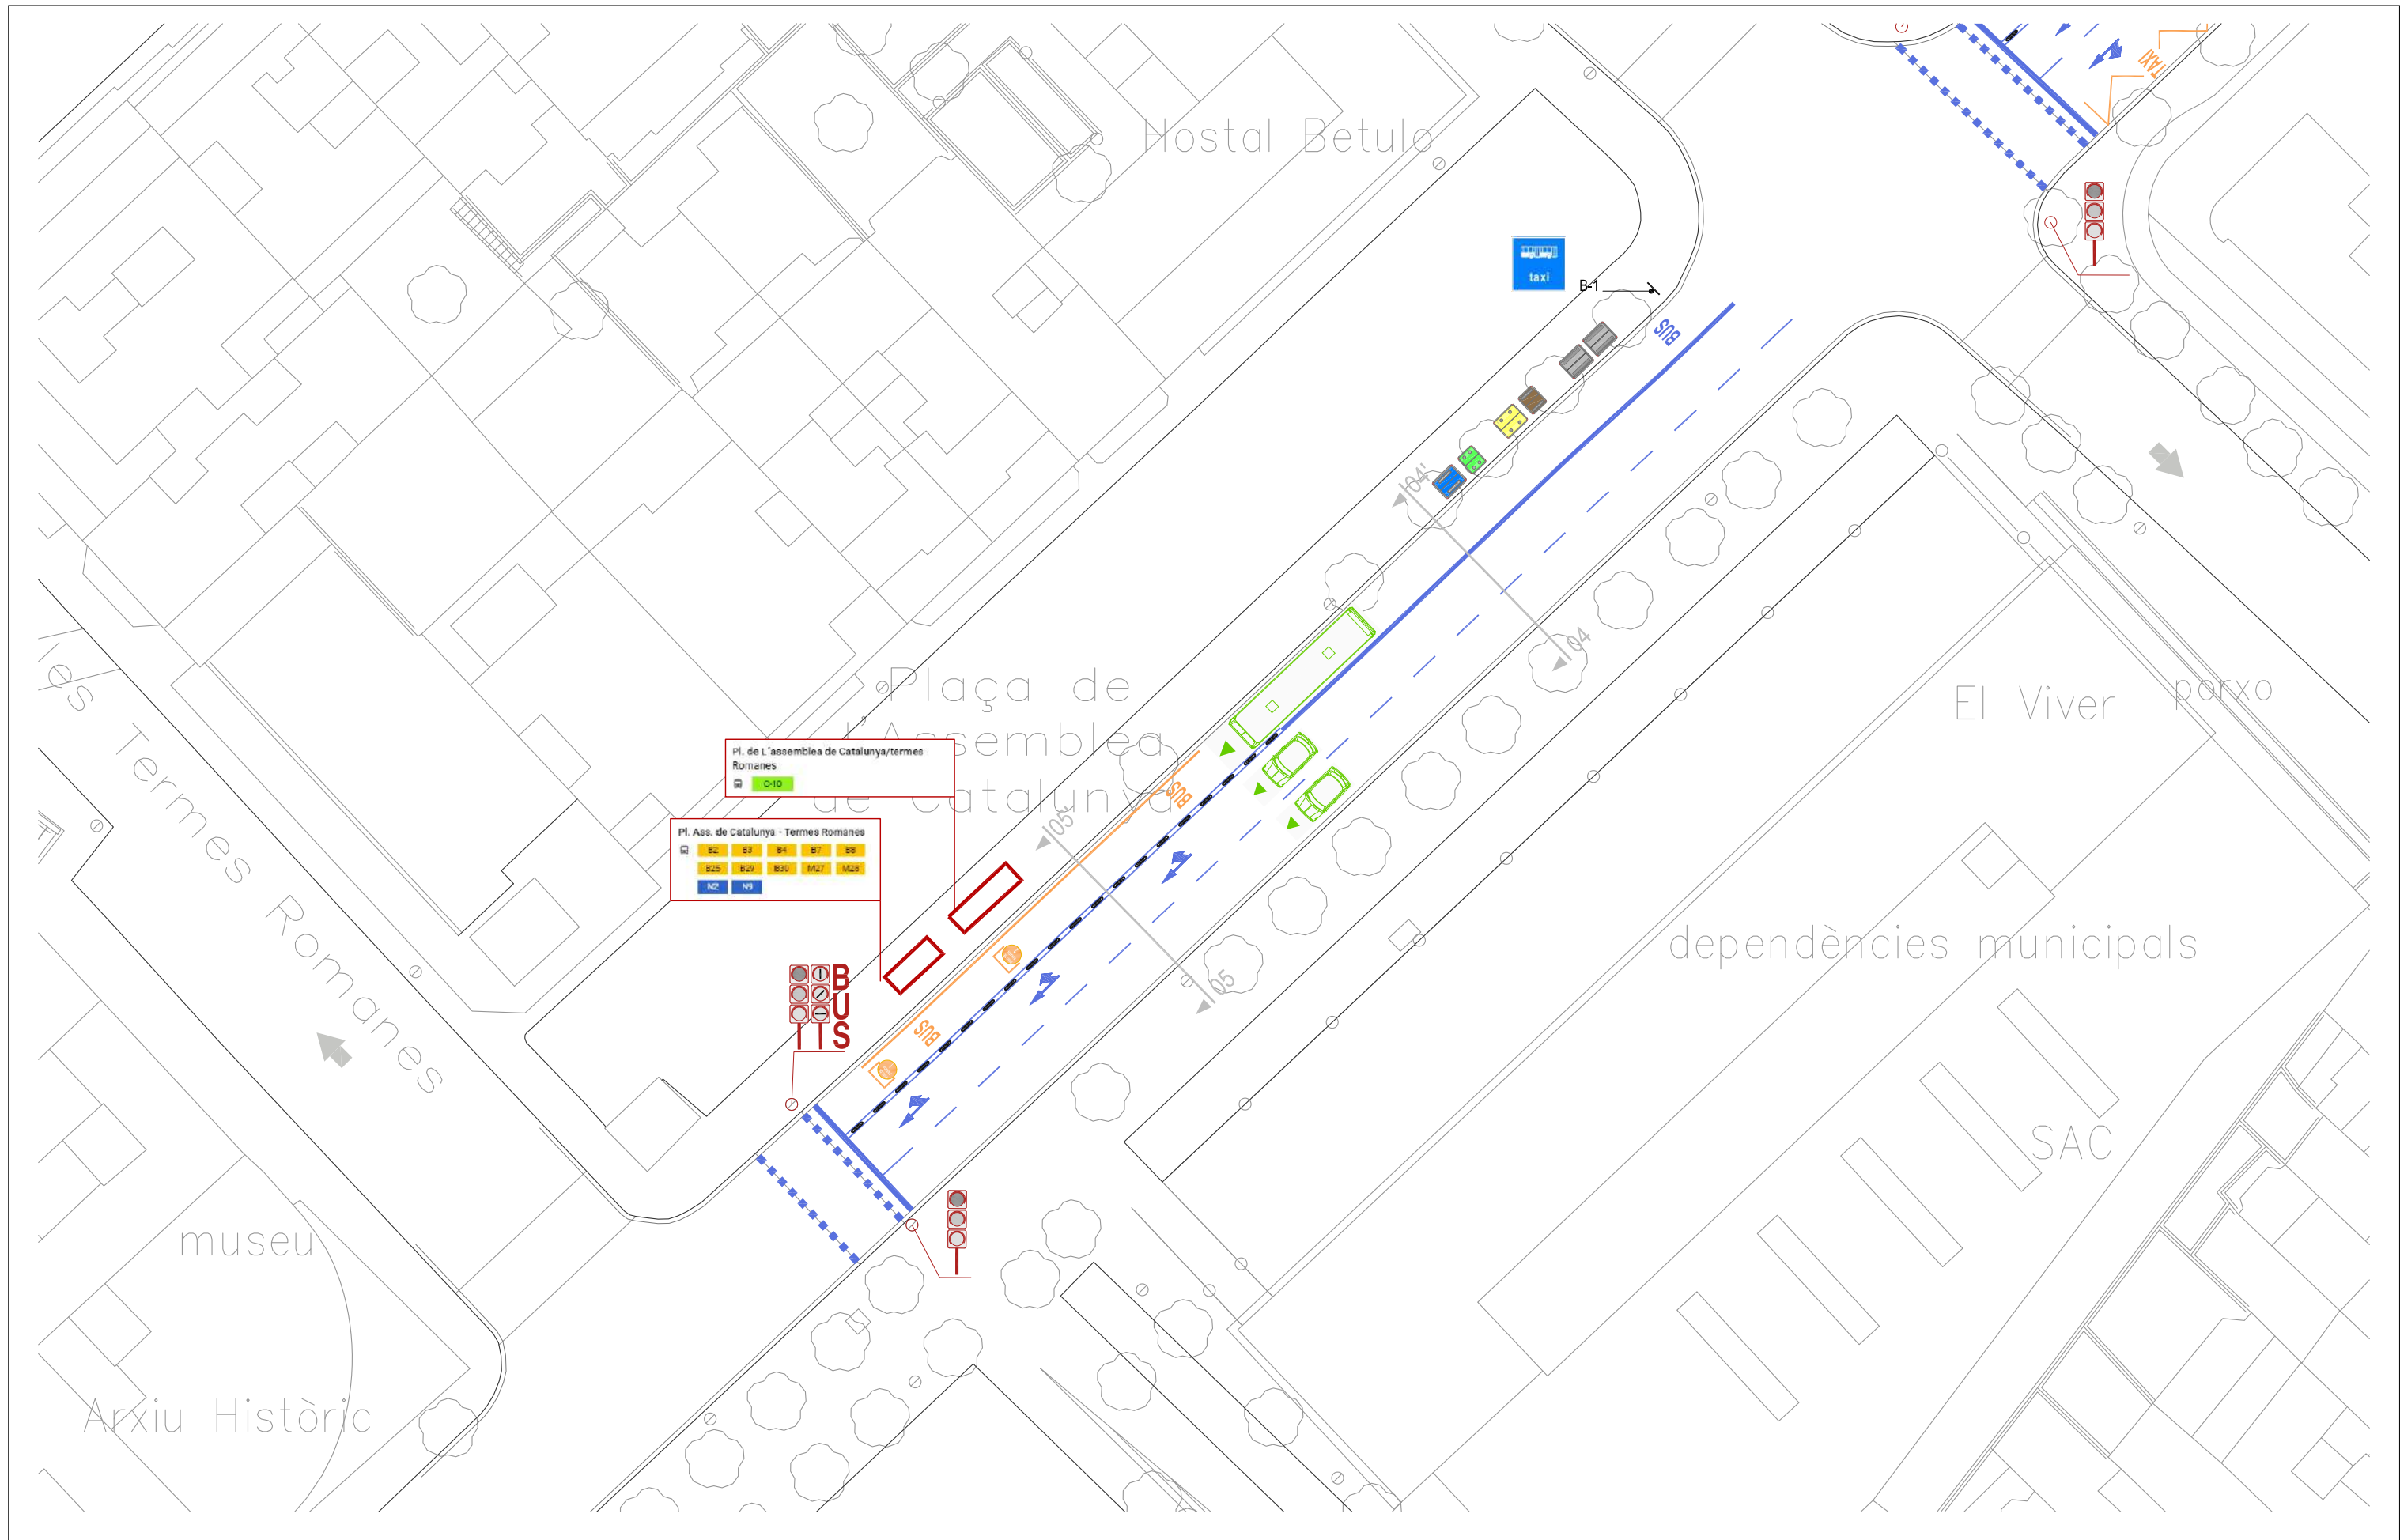 Hostal Betulo
TAXI
taxi
B-1
BUS
04'
04
Plaça de
l'Assemblea
de Catalunya
El Viver
porxo
es Termes Romanes
Pl. de L´assemblea de Catalunya/termes
Romanes
C-10
BUS
05'
05
Pl. Ass. de Catalunya - Termes Romanes
B2 B3 B4 B7 B8
B25 B29 B30 M27 M28
N2 N9
BUS
BUS
dependències municipals
SAC
museu
Arxiu Històric